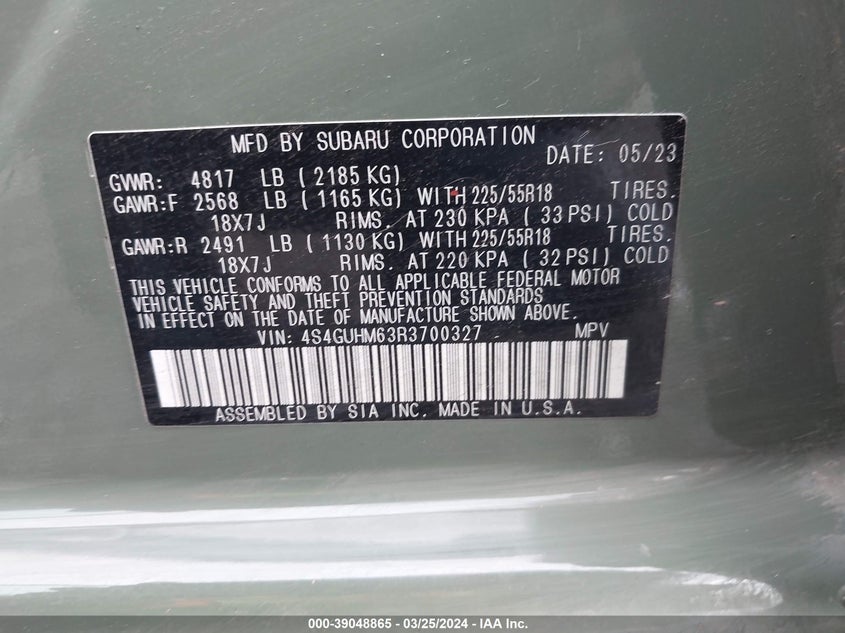 MFD BY SUBARU CORPORATION
DATE: 05/23
GVWR: 4817 LB ( 2185 KG)
GAWR:F 2568 LB ( 1165 KG) WITH 225/55R18 TIRES.
18X7J RIMS. AT 230 KPA ( 33 PSI) COLD
GAWR:R 2491 LB ( 1130 KG) WITH 225/55R18 TIRES.
18X7J RIMS. AT 220 KPA ( 32 PSI) COLD
THIS VEHICLE CONFORMS TO ALL APPLICABLE FEDERAL MOTOR
VEHICLE SAFETY AND THEFT PREVENTION STANDARDS
IN EFFECT ON THE DATE OF MANUFACTURE SHOWN ABOVE.
VIN: 4S4GUHM63R3700327 MPV
ASSEMBLED BY SIA INC. MADE IN U.S.A.
000-39048865 - 03/25/2024 - IAA Inc.